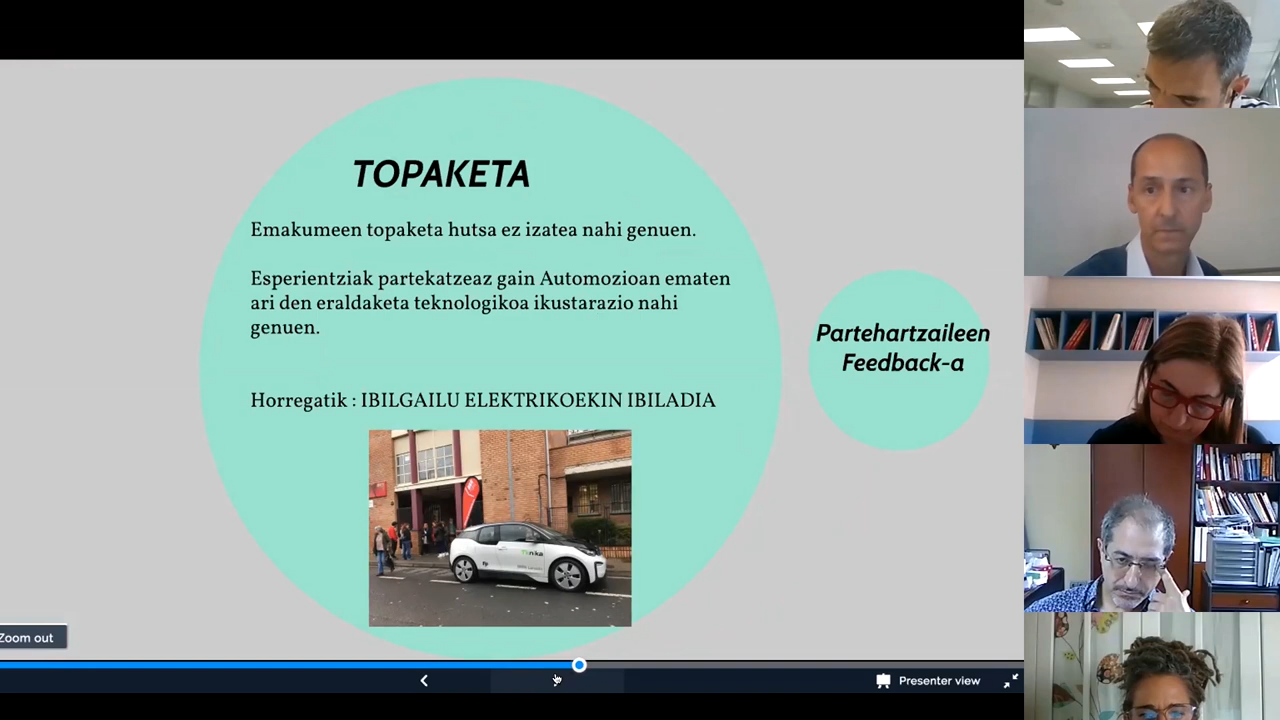 TOPAKETA
Emakumeen topaketa hutsa ez izatea nahi genuen.
Esperientziak partekatzeaz gain Automozioan ematen
ari den eraldaketa teknologikoa ikustarazio nahi
genuen.
Horregatik : IBILGAILU ELEKTRIKOEKIN IBILADIA
Partehartzaileen
Feedback-a
Zoom out
Presenter view